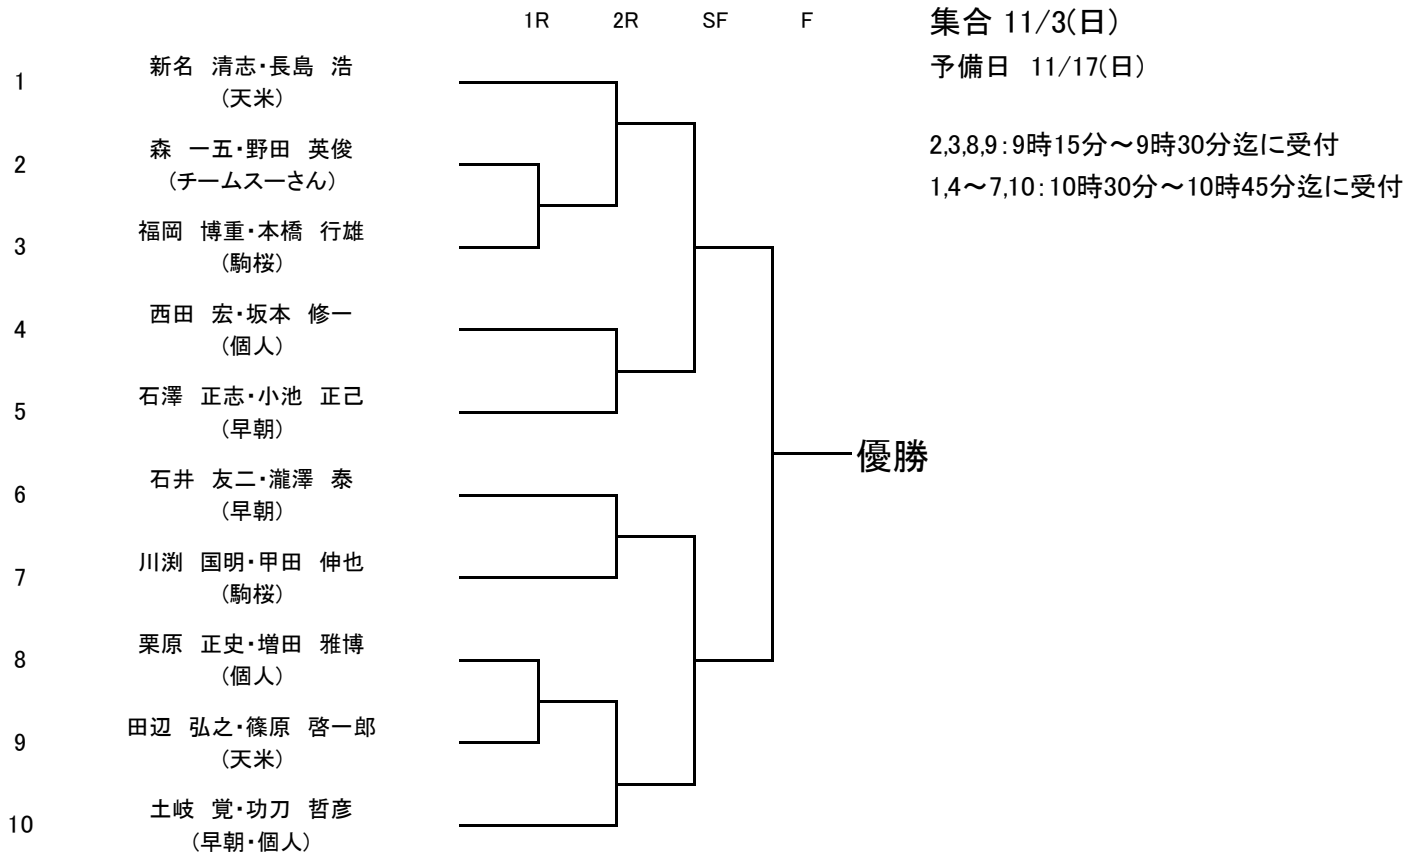 1R 2R SF F
集合 11/3(日)
予備日 11/17(日)
2,3,8,9：9時15分～9時30分迄に受付
1,4～7,10：10時30分～10時45分迄に受付
1 新名 清志・長島 浩
(天米)
2 森 一五・野田 英俊
(チームスーさん)
3 福岡 博重・本橋 行雄
(駒桜)
4 西田 宏・坂本 修一
(個人)
5 石澤 正志・小池 正己
(早朝)
優勝
6 石井 友二・瀧澤 泰
(早朝)
7 川渕 国明・甲田 伸也
(駒桜)
8 栗原 正史・増田 雅博
(個人)
9 田辺 弘之・篠原 啓一郎
(天米)
10 土岐 覚・功刀 哲彦
(早朝・個人)